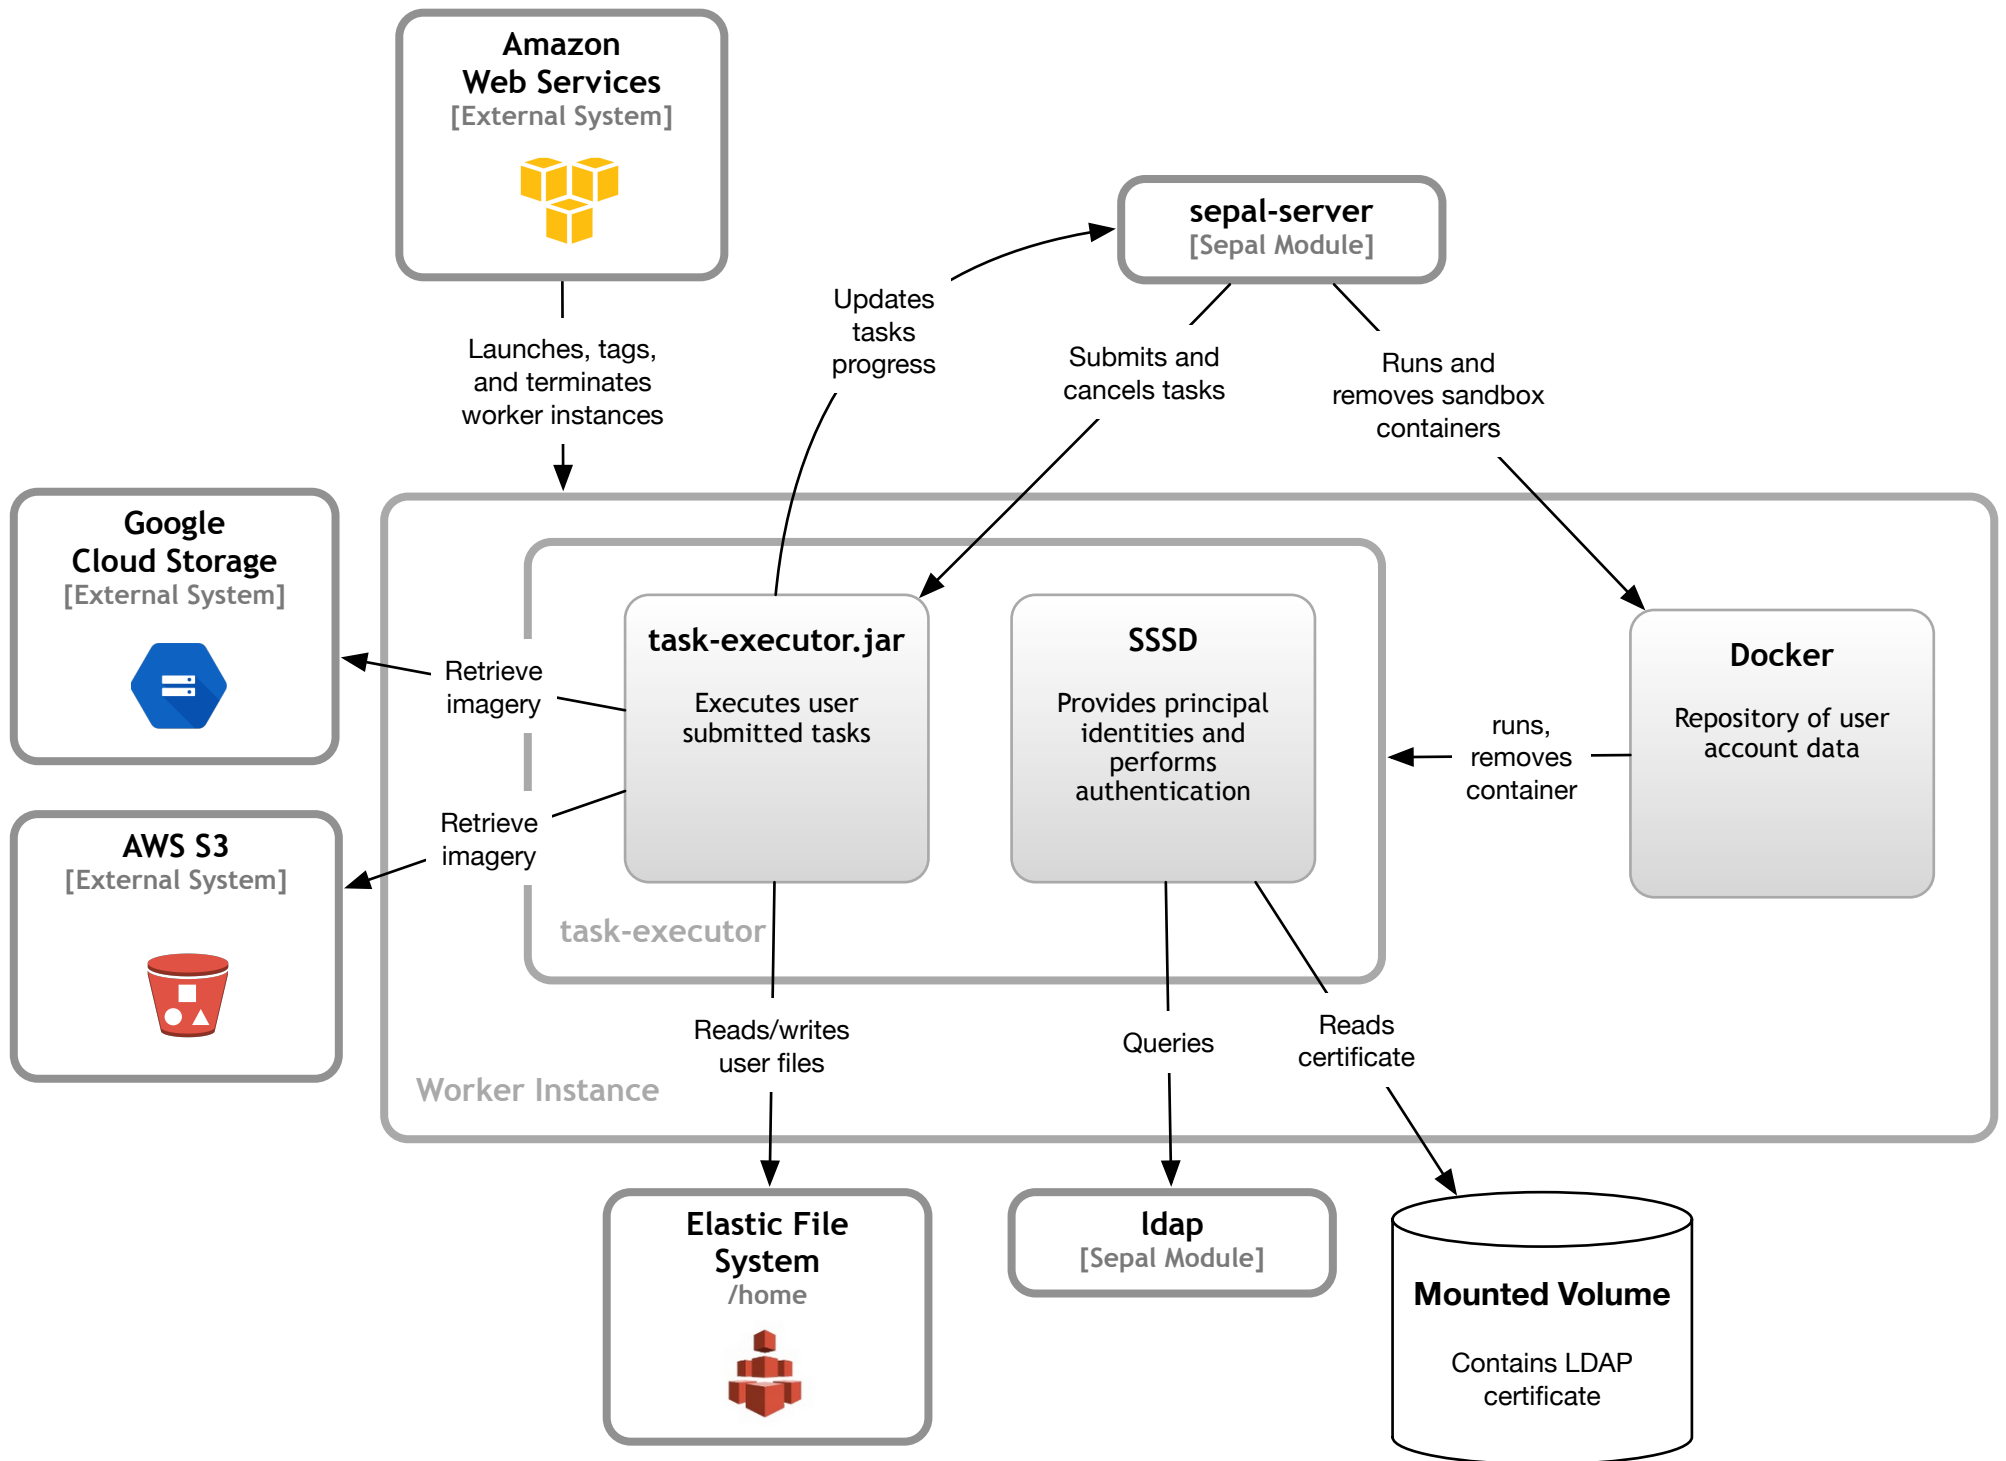 Amazon
Web Services
[External System]
sepal-server
[Sepal Module]
Updates
tasks
progress
Launches, tags,
and terminates
worker instances
Submits and
cancels tasks
Runs and
removes sandbox
containers
Google
Cloud Storage
[External System]
task-executor.jar
Executes user
submitted tasks
SSSD
Provides principal
identities and
performs
authentication
Docker
Repository of user
account data
Retrieve
imagery
runs,
removes
container
Retrieve
imagery
AWS S3
[External System]
task-executor
Reads/writes
user files
Queries
Reads
certificate
Worker Instance
Elastic File
System
/home
ldap
[Sepal Module]
Mounted Volume
Contains LDAP
certificate